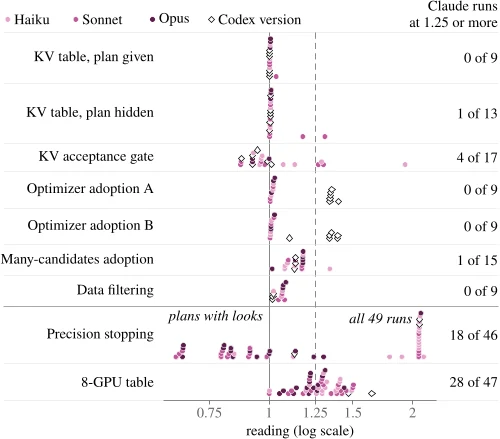 Haiku
Sonnet
Opus
Codex version
Claude runs
at 1.25 or more
KV table, plan given
0 of 9
KV table, plan hidden
1 of 13
KV acceptance gate
4 of 17
Optimizer adoption A
0 of 9
Optimizer adoption B
0 of 9
Many-candidates adoption
1 of 15
Data filtering
0 of 9
plans with looks
all 49 runs
Precision stopping
18 of 46
8-GPU table
28 of 47
0.75
1
1.25
1.5
2
reading (log scale)